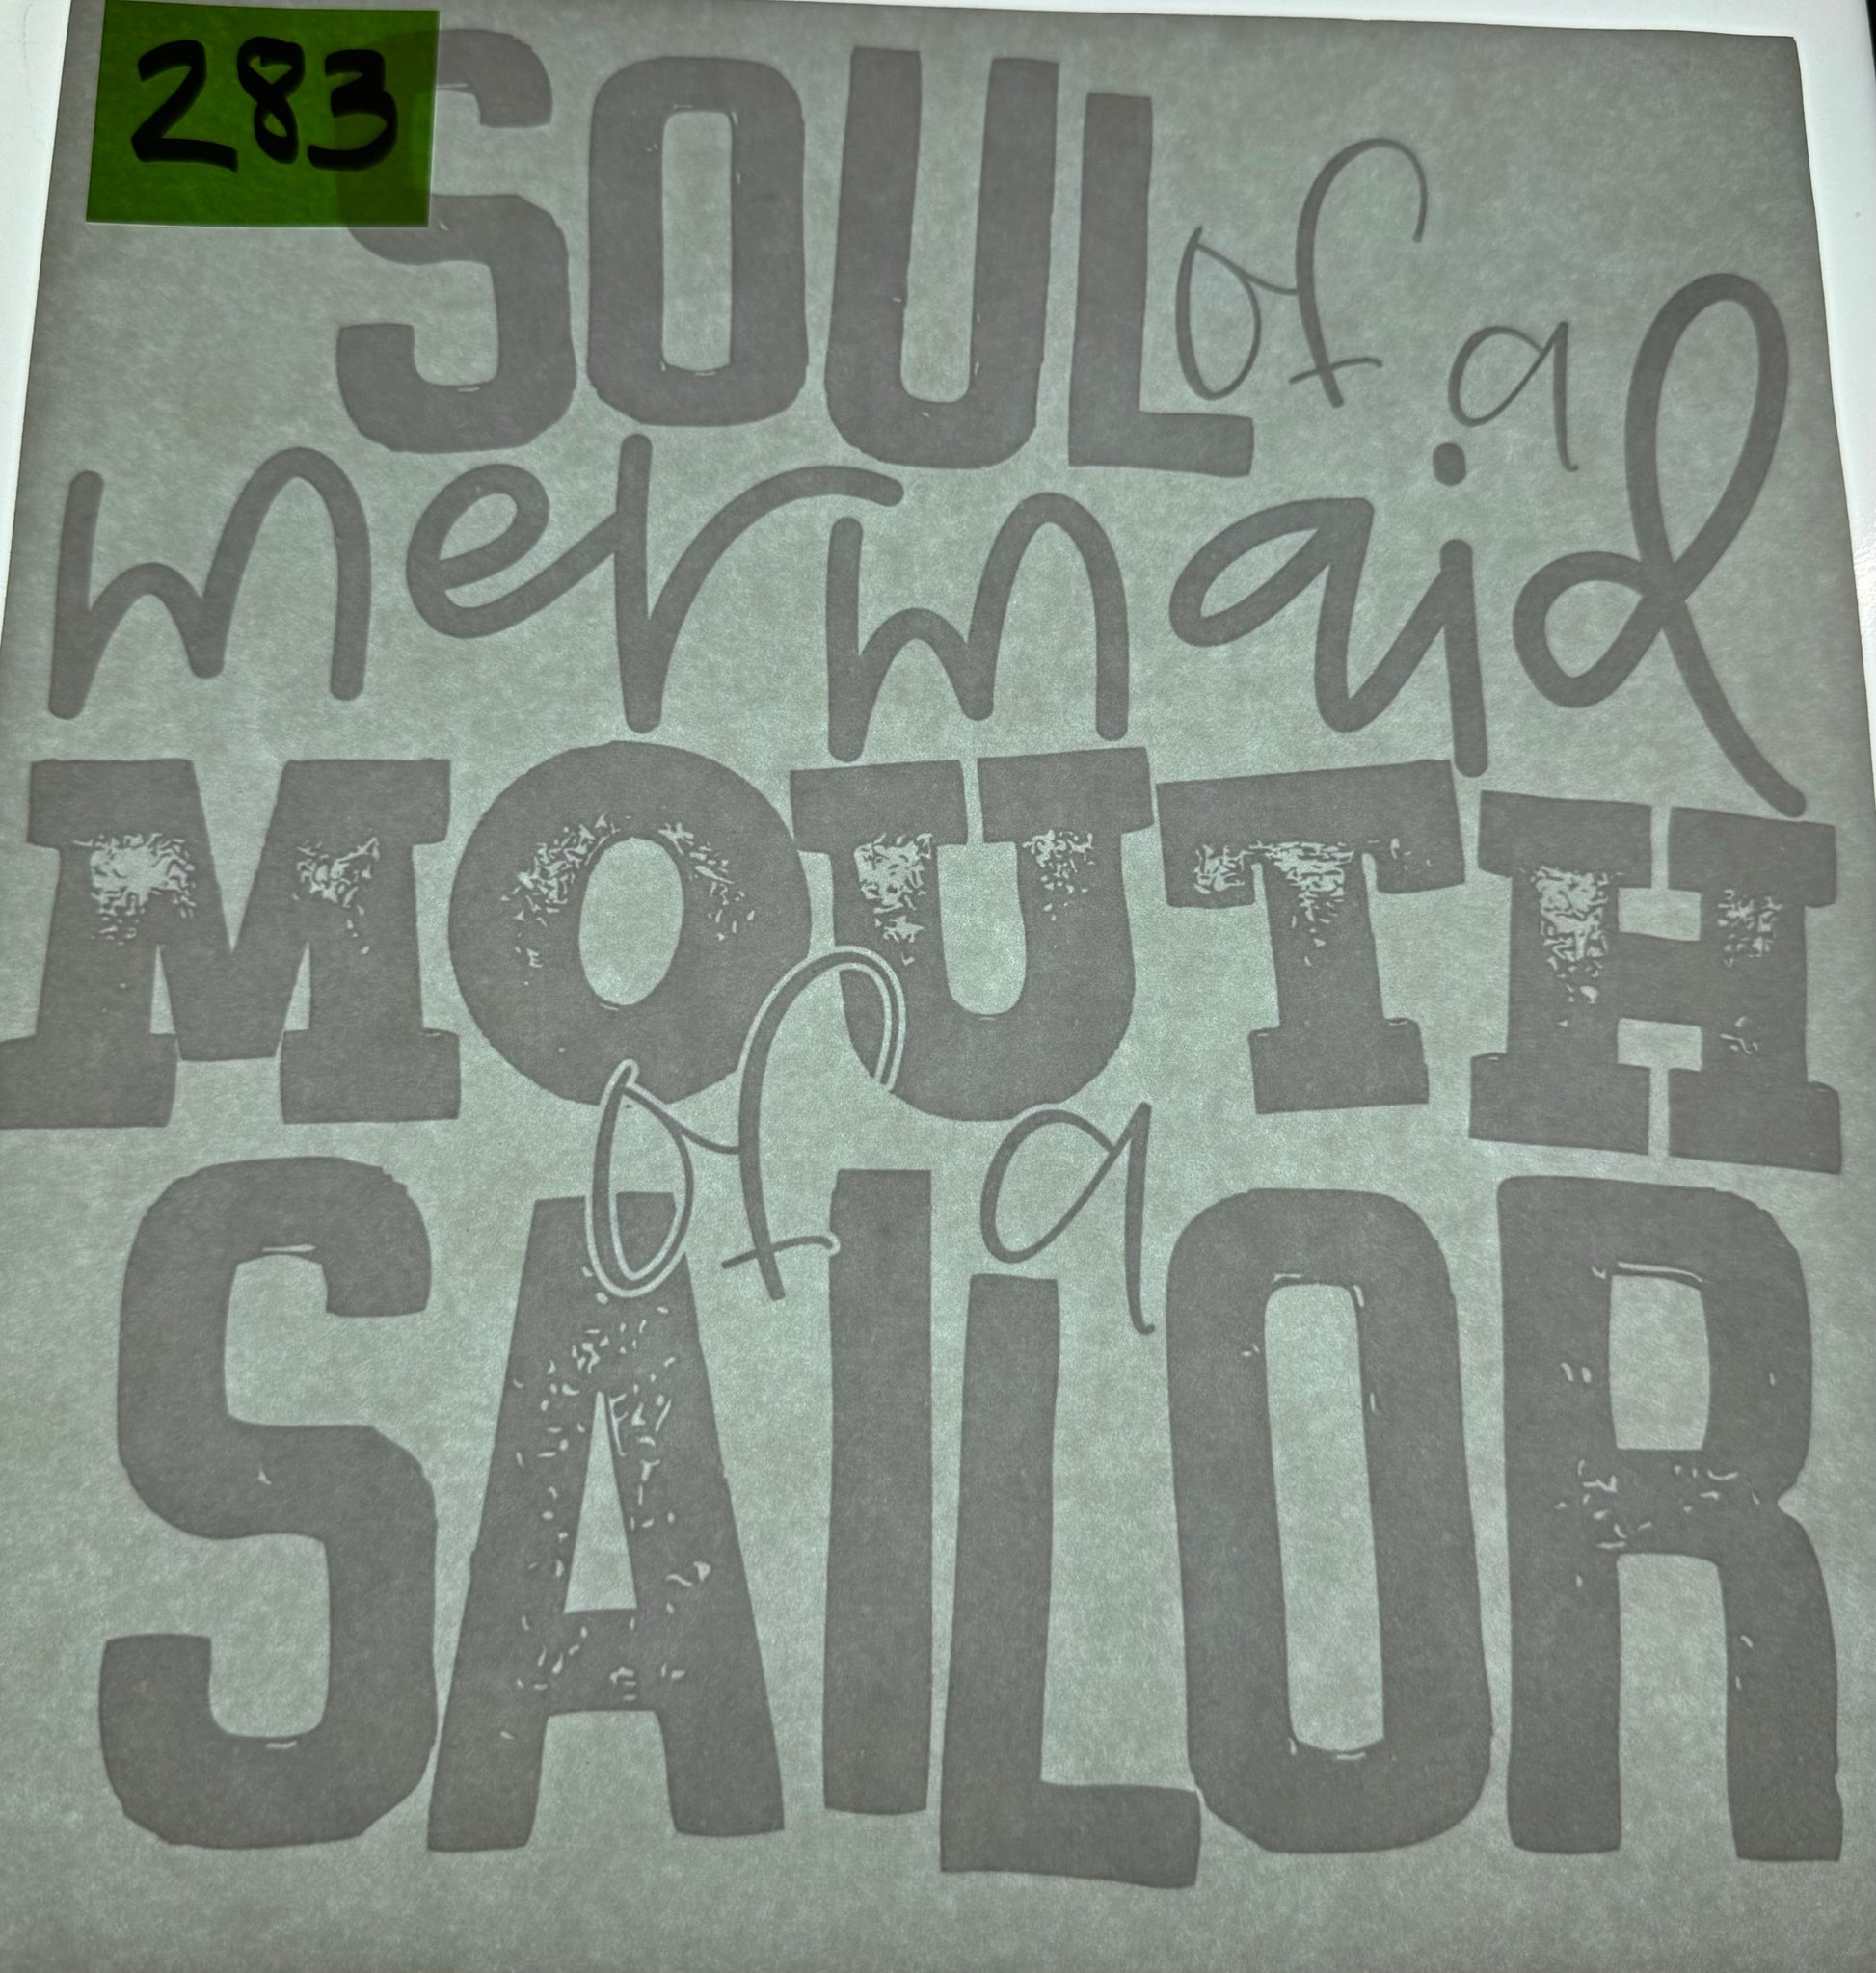 283
SOUL of a
mermaid
MOUTH
of a
SAILOR